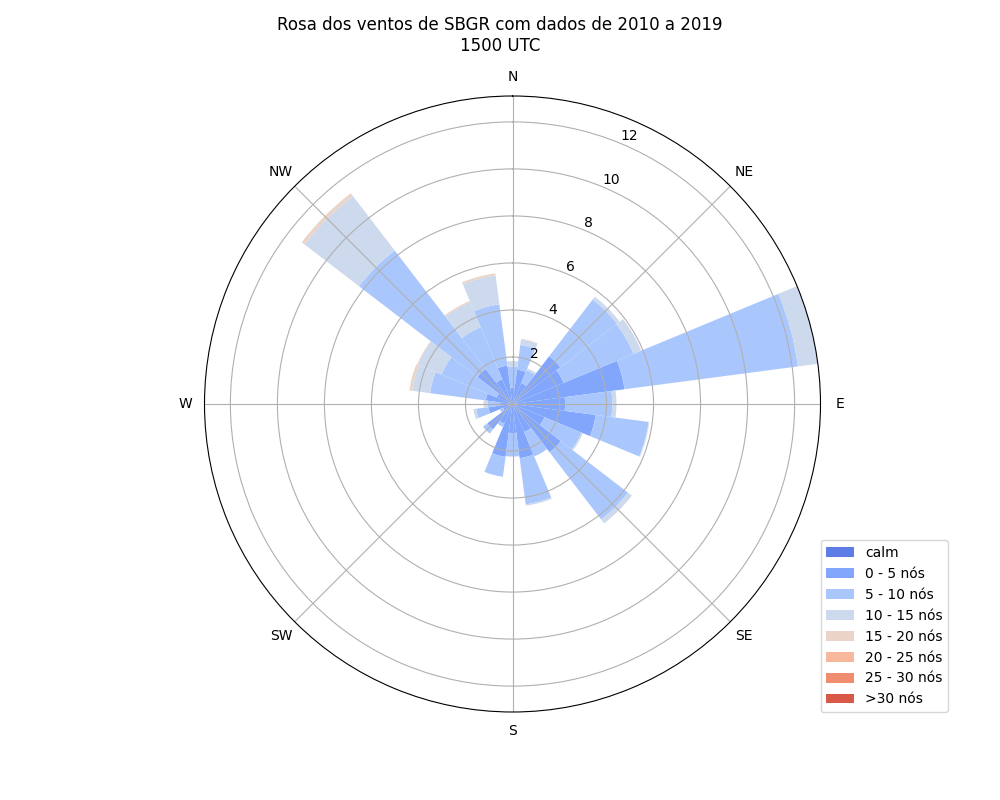 Rosa dos ventos de SBGR com dados de 2010 a 2019
1500 UTC
N
NW
NE
12
10
8
6
4
2
W
E
SW
SE
S
calm
0 - 5 nós
5 - 10 nós
10 - 15 nós
15 - 20 nós
20 - 25 nós
25 - 30 nós
>30 nós